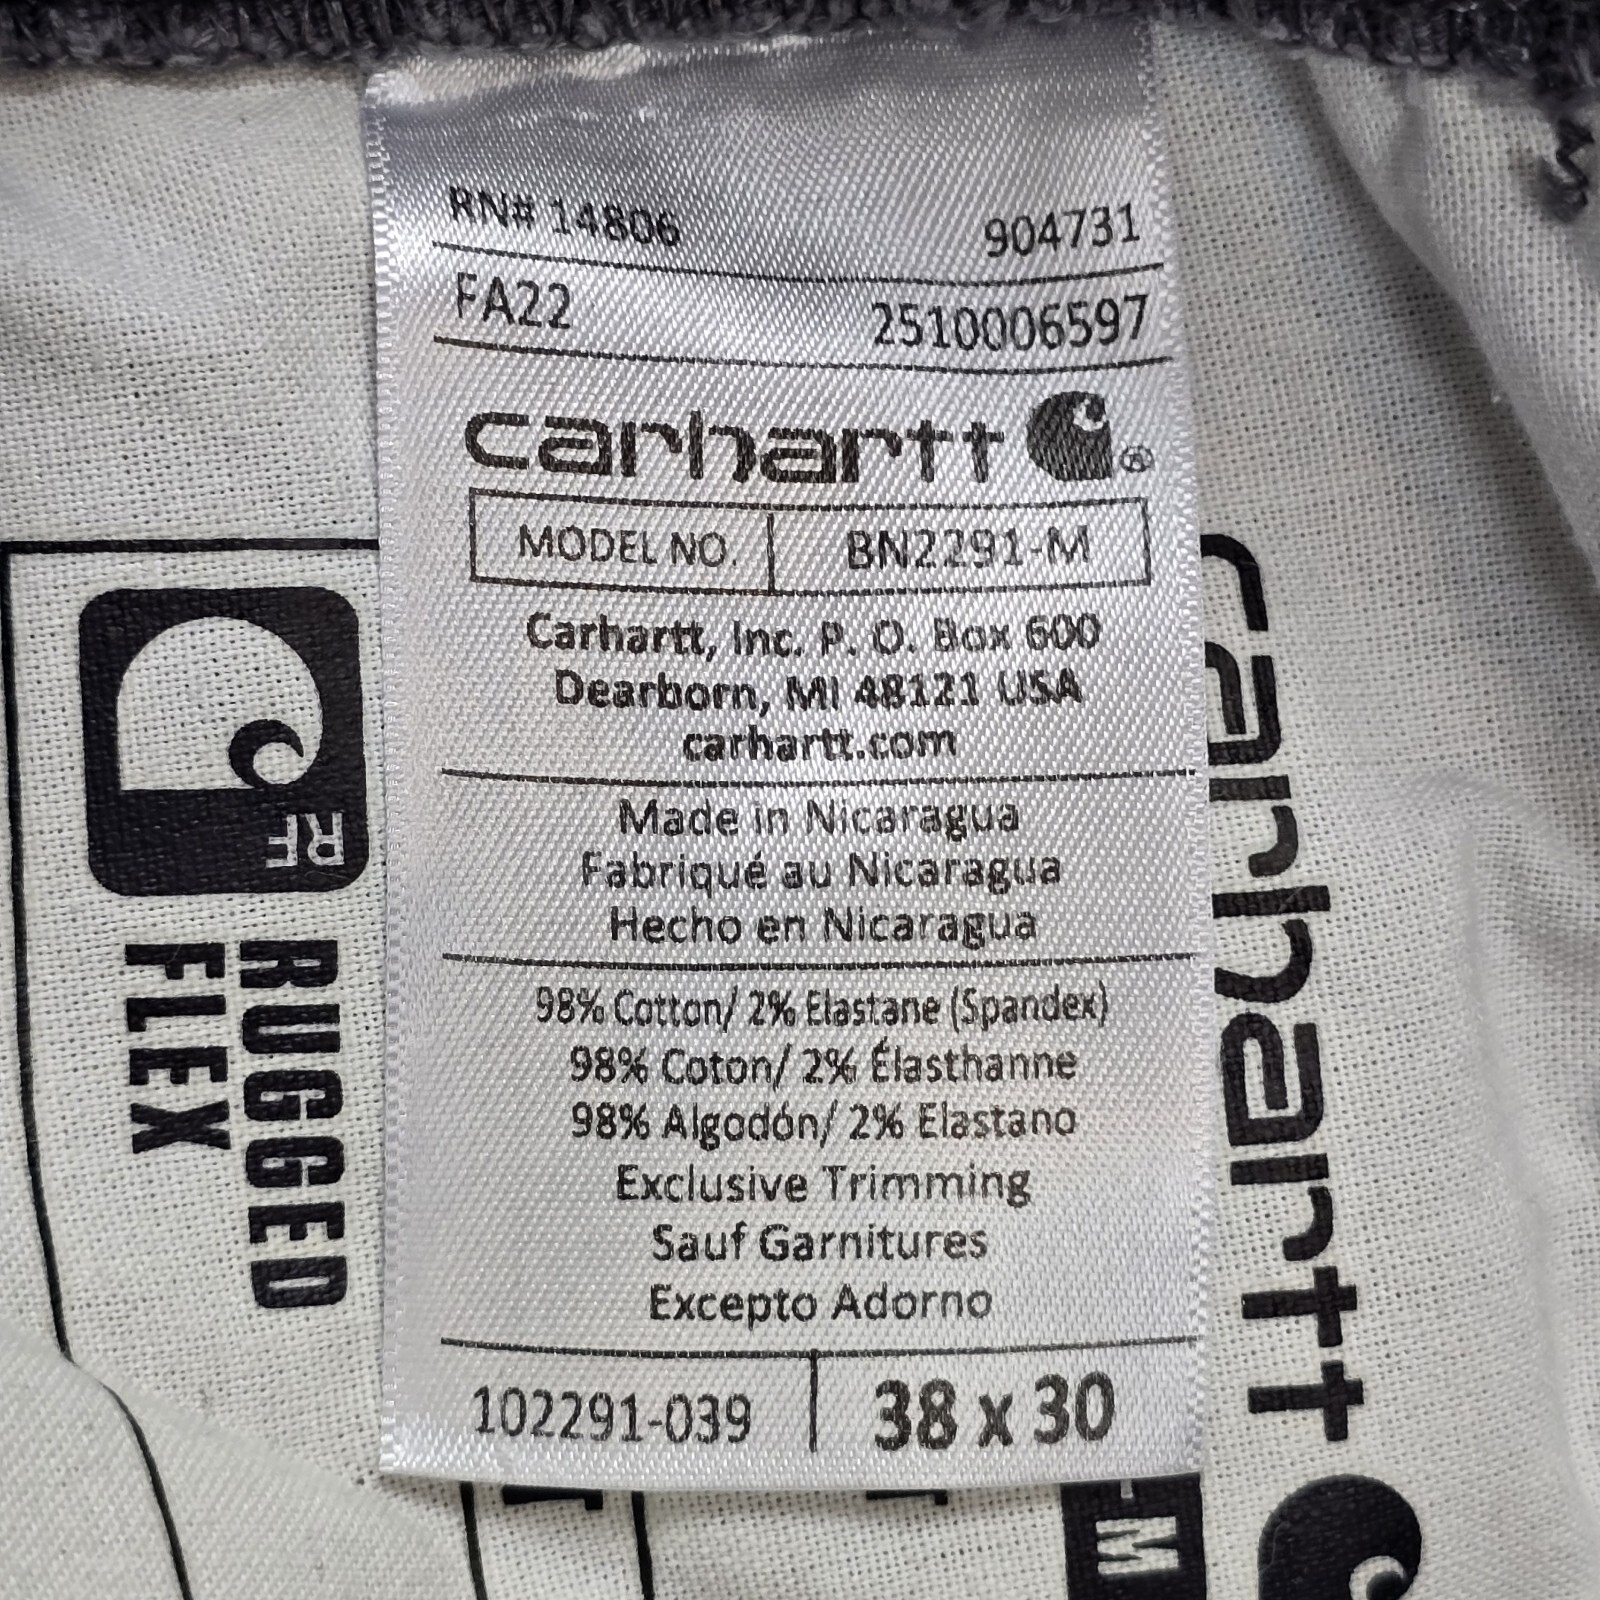 RN# 14806 904731
FA22 2510006597
carhartt ®
MODEL NO. BN2291-M
Carhartt, Inc. P. O. Box 600
Dearborn, MI 48121 USA
carhartt.com
Made in Nicaragua
Fabriqué au Nicaragua
Hecho en Nicaragua
98% Cotton/ 2% Elastane (Spandex)
98% Coton/ 2% Élasthanne
98% Algodón/ 2% Elastano
Exclusive Trimming
Sauf Garnitures
Excepto Adorno
102291-039 38 x 30
RF
RUGGED
FLEX
carhartt